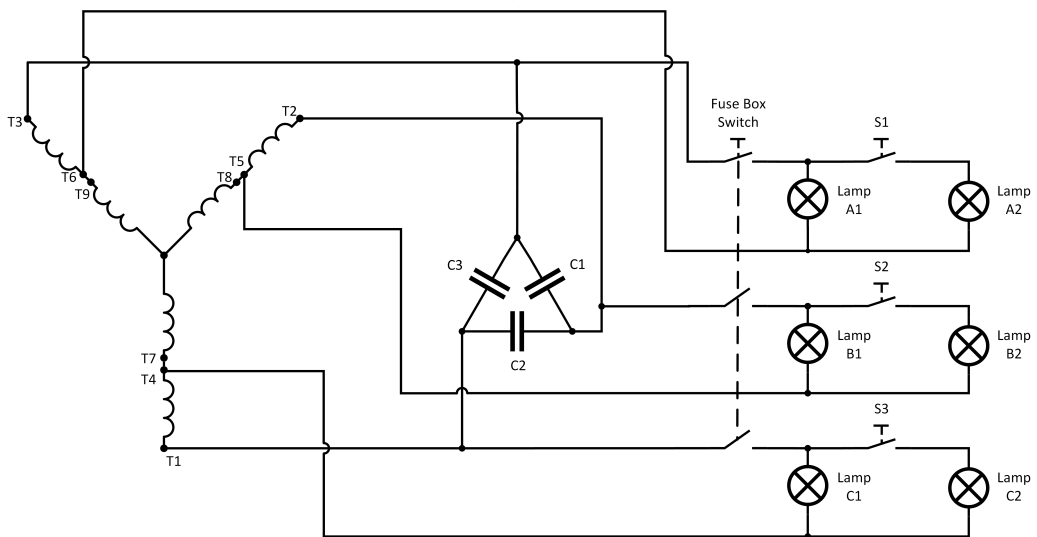 T3
T2
Fuse Box
Switch
S1
T5
T6
T8
T9
Lamp
A1
Lamp
A2
C3
C1
S2
Lamp
B1
Lamp
B2
T7
C2
T4
S3
T1
Lamp
C1
Lamp
C2